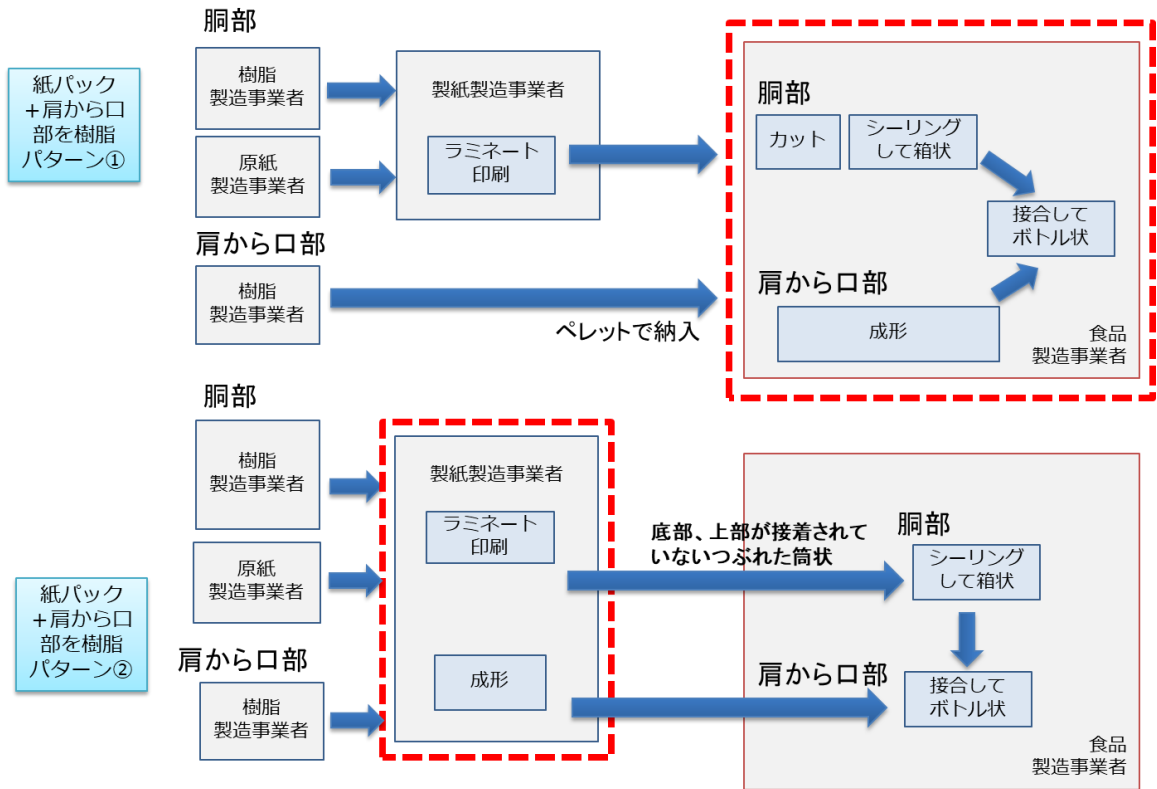 紙パック
+肩から口
部を樹脂
パターン①
胴部
樹脂
製造事業者
原紙
製造事業者
肩から口部
樹脂
製造事業者
製紙製造事業者
ラミネート
印刷
ペレットで納入
胴部
カット
シーリング
して箱状
接合して
ボトル状
肩から口部
成形
食品
製造事業者
紙パック
+肩から口
部を樹脂
パターン②
胴部
樹脂
製造事業者
原紙
製造事業者
肩から口部
樹脂
製造事業者
製紙製造事業者
ラミネート
印刷
成形
底部、上部が接着されて
いないつぶれた筒状
胴部
シーリング
して箱状
肩から口部
接合して
ボトル状
食品
製造事業者